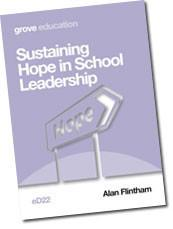 grove education
Sustaining
Hope in School
Leadership
Hope
eD22
Alan Flintham